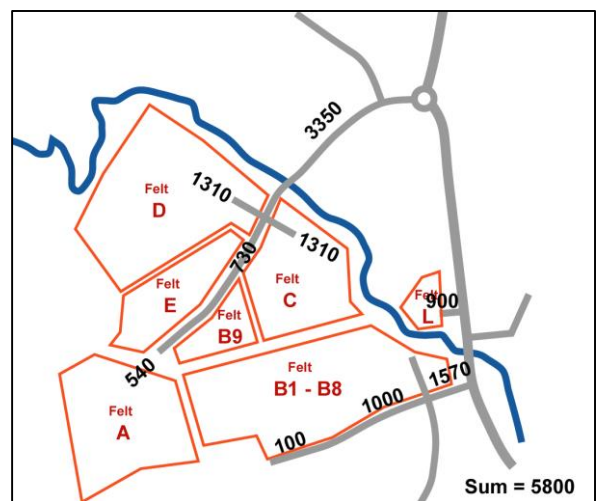 3350
Felt
D
1310
1310
730
Felt
E
Felt
C
Felt
L
900
Felt
B9
540
Felt
B1 - B8
1570
1000
Felt
A
100
Sum = 5800